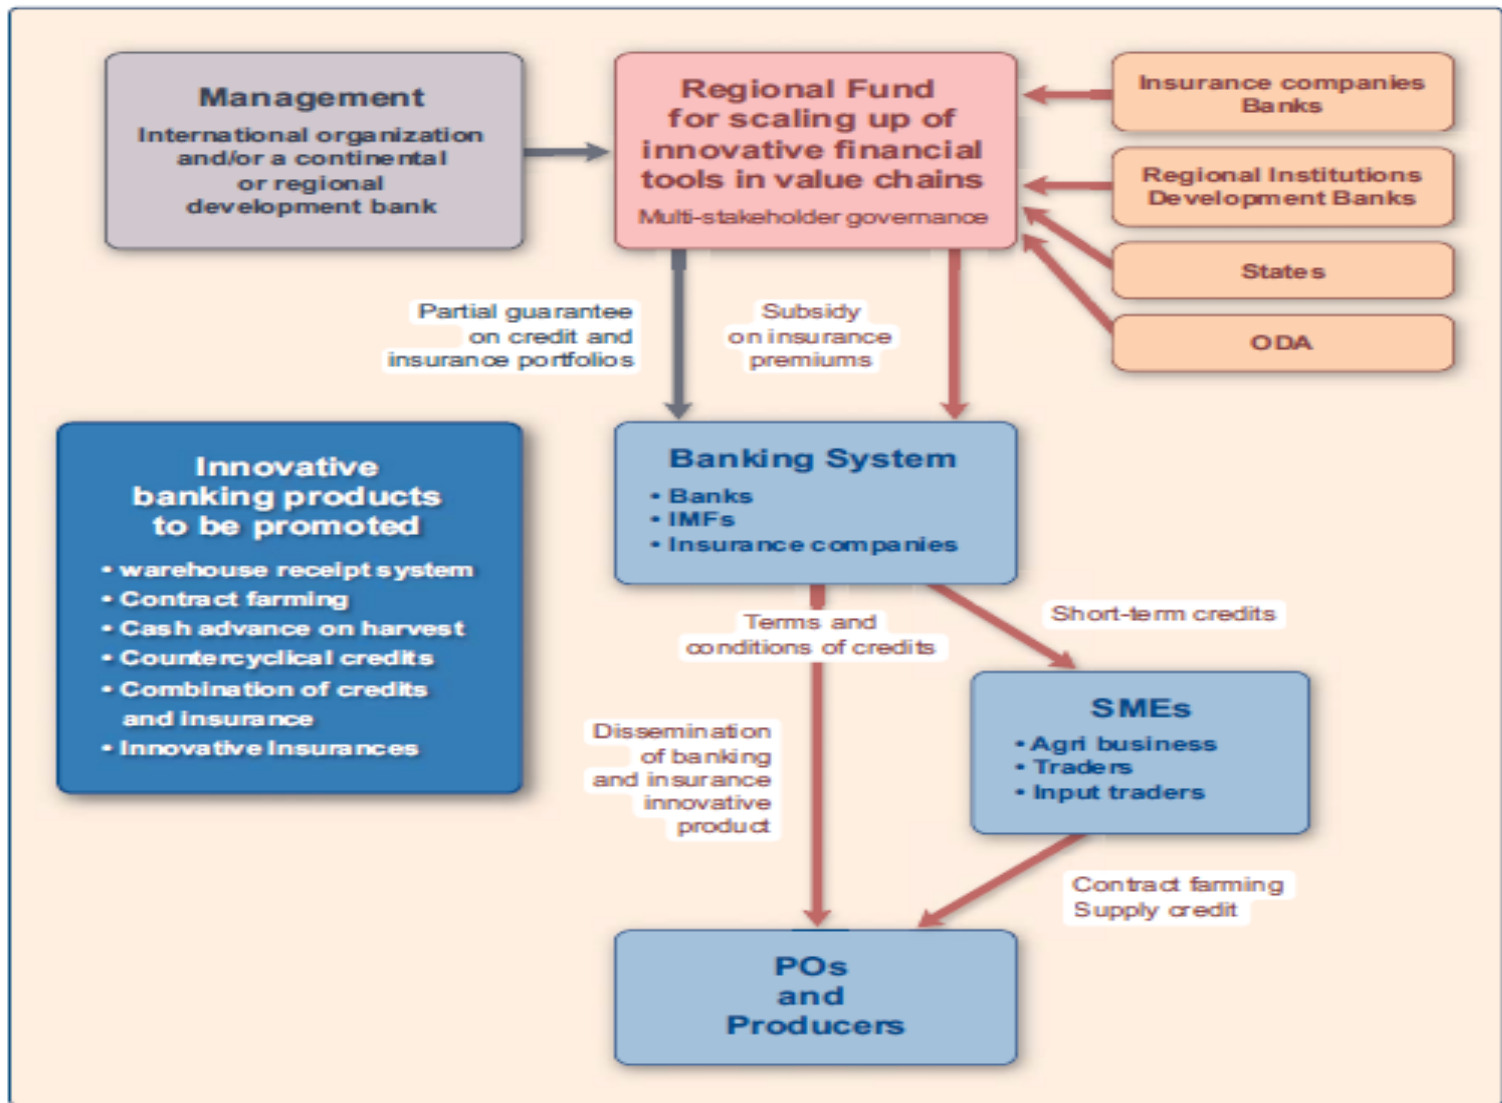 Management
International organization
and/or a continental
or regional
development bank
Regional Fund
for scaling up of
innovative financial
tools in value chains
Multi-stakeholder governance
Insurance companies
Banks
Regional Institutions
Development Banks
States
ODA
Partial guarantee
on credit and
insurance portfolios
Subsidy
on insurance
premiums
Innovative
banking products
to be promoted
• warehouse receipt system
• Contract farming
• Cash advance on harvest
• Countercyclical credits
• Combination of credits
and insurance
• Innovative Insurances
Banking System
• Banks
• IMFs
• Insurance companies
Terms and
conditions of credits
Short-term credits
Dissemination
of banking
and insurance
innovative
product
SMEs
• Agri business
• Traders
• Input traders
Contract farming
Supply credit
POs
and
Producers